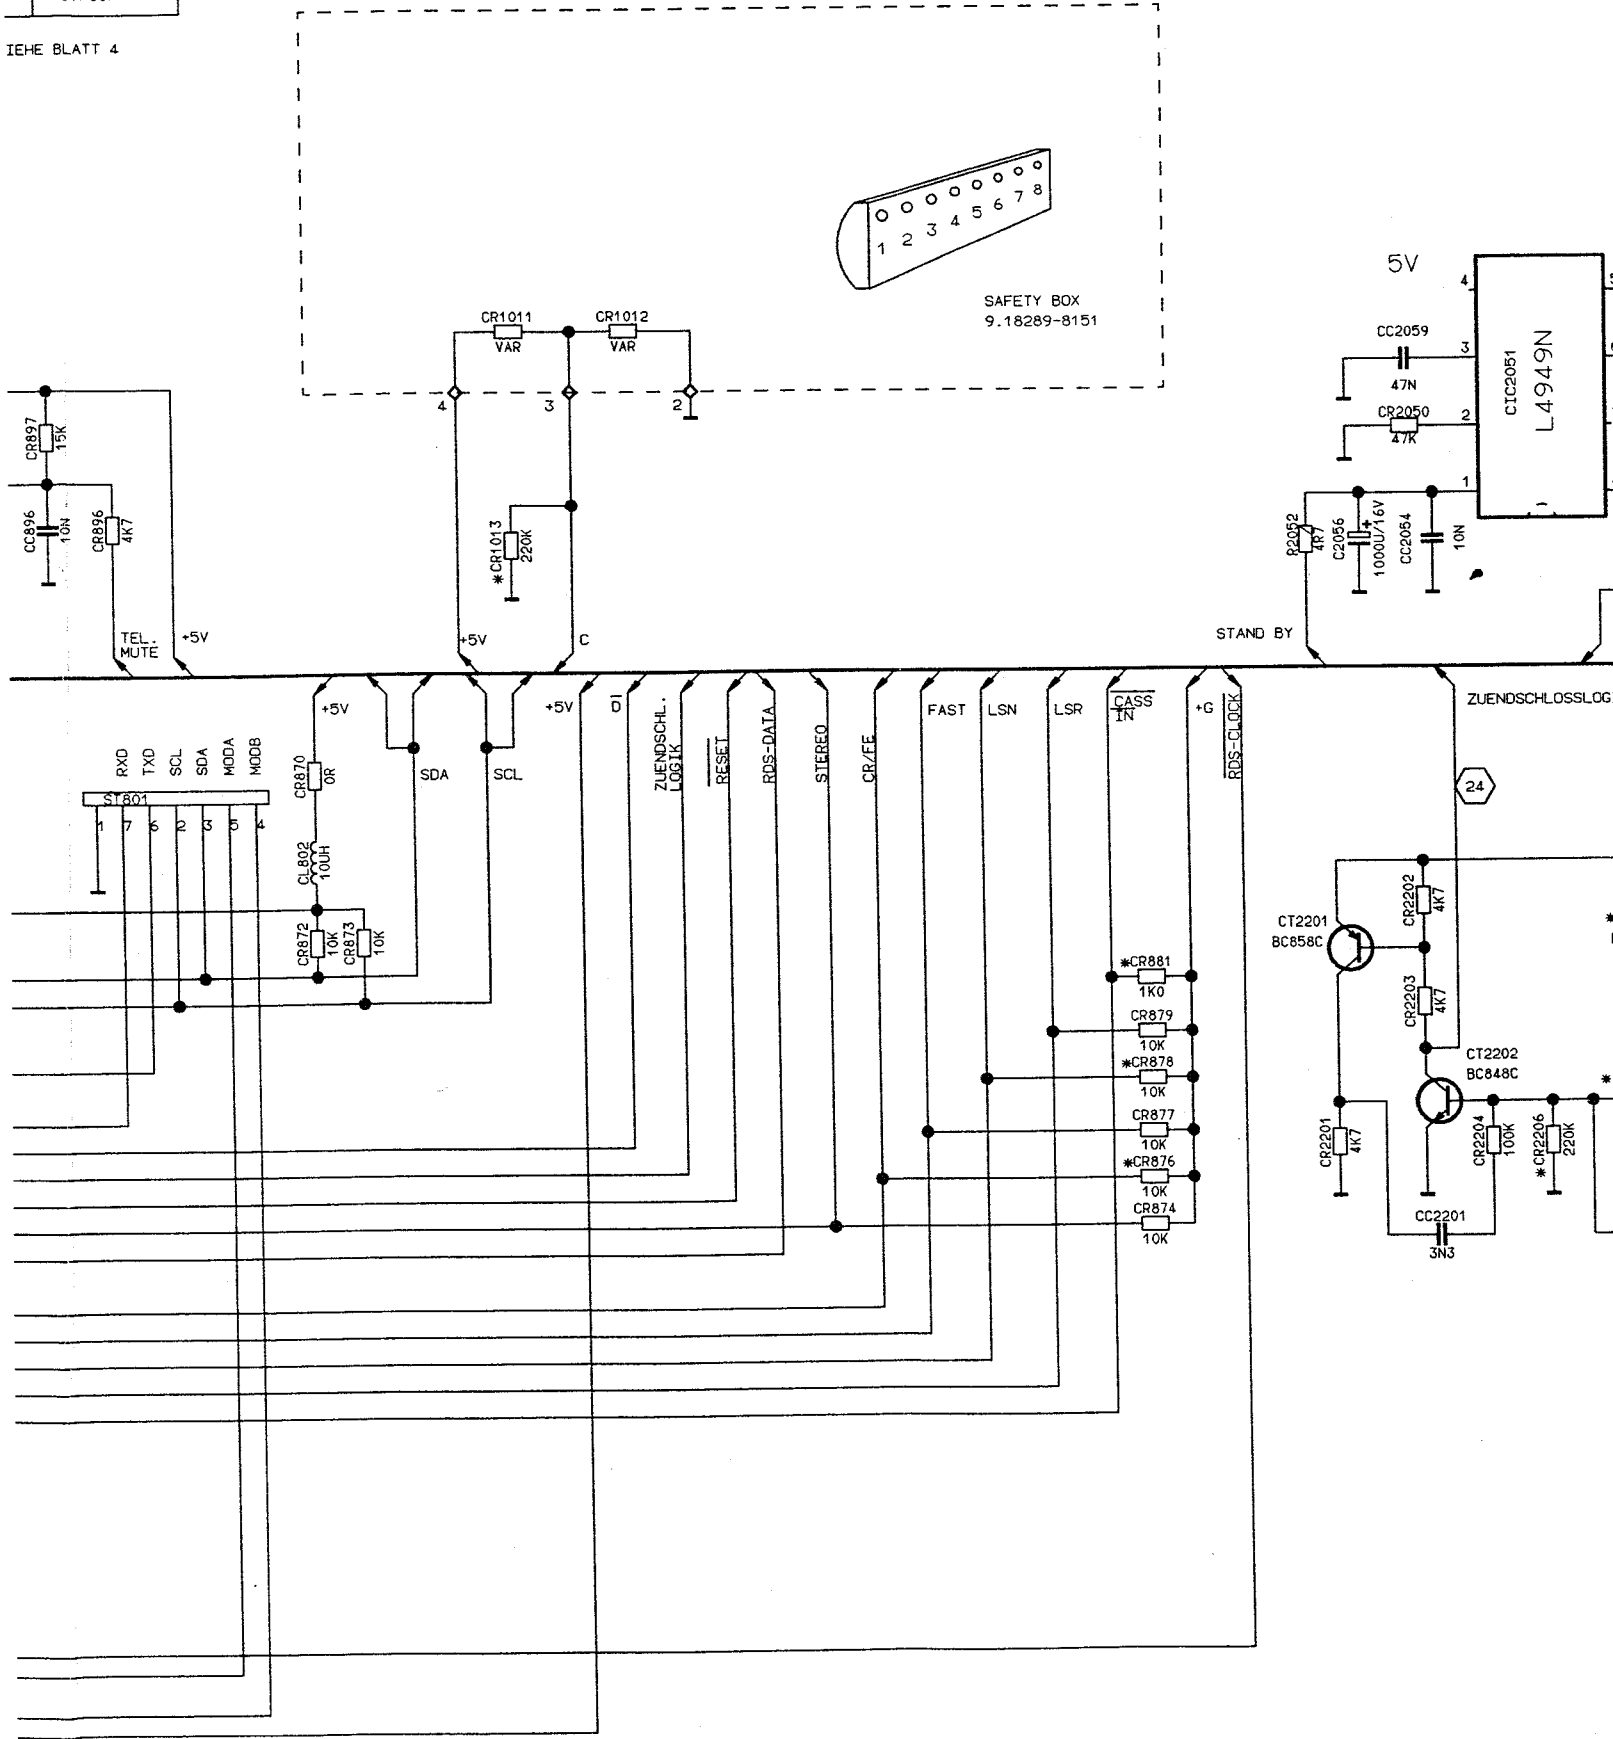 IEHE BLATT 4
1 2 3 4 5 6 7 8
SAFETY BOX
9.18289-8151
CR1011
VAR
CR1012
VAR
4
3
2
5V
4
3
2
1
CC2059
47N
CR2050
47K
CIC2051
L4949N
CR897
15K
CC896
10N
CR896
4K7
*CR1013
220K
R2052
4R7
C2056
+
1000U/16V
CC2054
10N
TEL.
MUTE
+5V
+5V
C
STAND BY
+5V
SDA
SCL
+5V
D
ZUENDSCHL.
LOGIK
RESET
RDS-DATA
STEREO
CR/FE
FAST
LSN
LSR
CASS
IN
+G
RDS-CLOCK
ZUENDSCHLOSSLOG
24
RXD
TXD
SCL
SDA
MODA
MODB
ST801
1 7 6 2 3 5 4
CR870
0R
CL802
10UH
CR872
10K
CR873
10K
*CR881
1K0
CR879
10K
*CR878
10K
CR877
10K
*CR876
10K
CR874
10K
CT2201
BC858C
CR2202
4K7
CR2203
4K7
CT2202
BC848C
CR2201
4K7
CR2204
100K
*CR2206
220K
CC2201
3N3
*
*